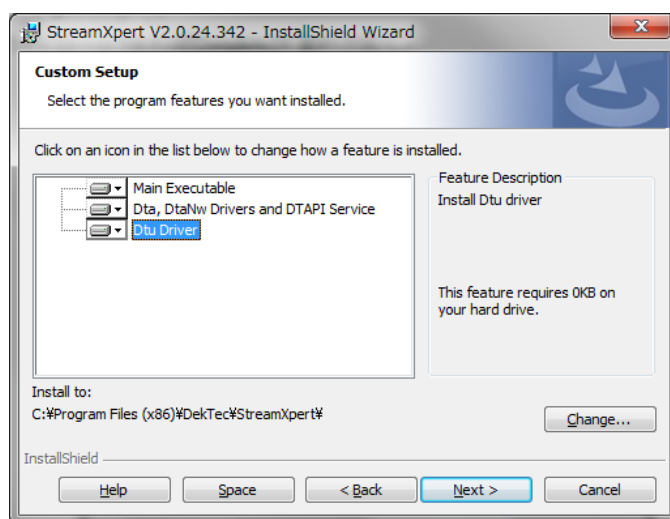 StreamXpert V2.0.24.342 - InstallShield Wizard
Custom Setup
Select the program features you want installed.
Click on an icon in the list below to change how a feature is installed.
Main Executable
Dta, DtaNw Drivers and DTAPI Service
Dtu Driver
Feature Description
Install Dtu driver
This feature requires 0KB on
your hard drive.
Install to:
C:¥Program Files (x86)¥DekTec¥StreamXpert¥
Change...
InstallShield
Help
Space
< Back
Next >
Cancel